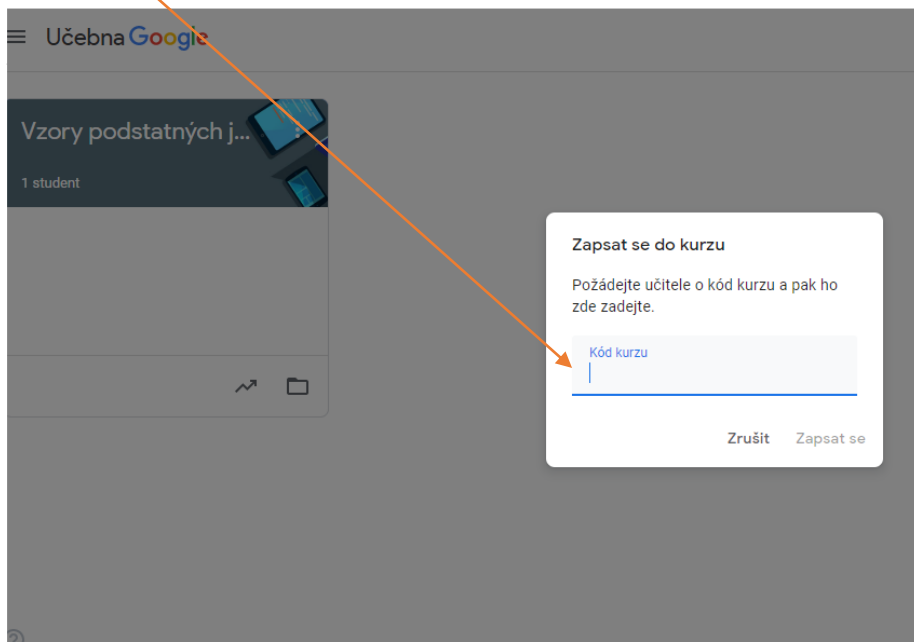 Učebna Google
Vzory podstatných j...
1 student
Zapsat se do kurzu
Požádejte učitele o kód kurzu a pak ho
zde zadejte.
Kód kurzu
Zrušit Zapsat se